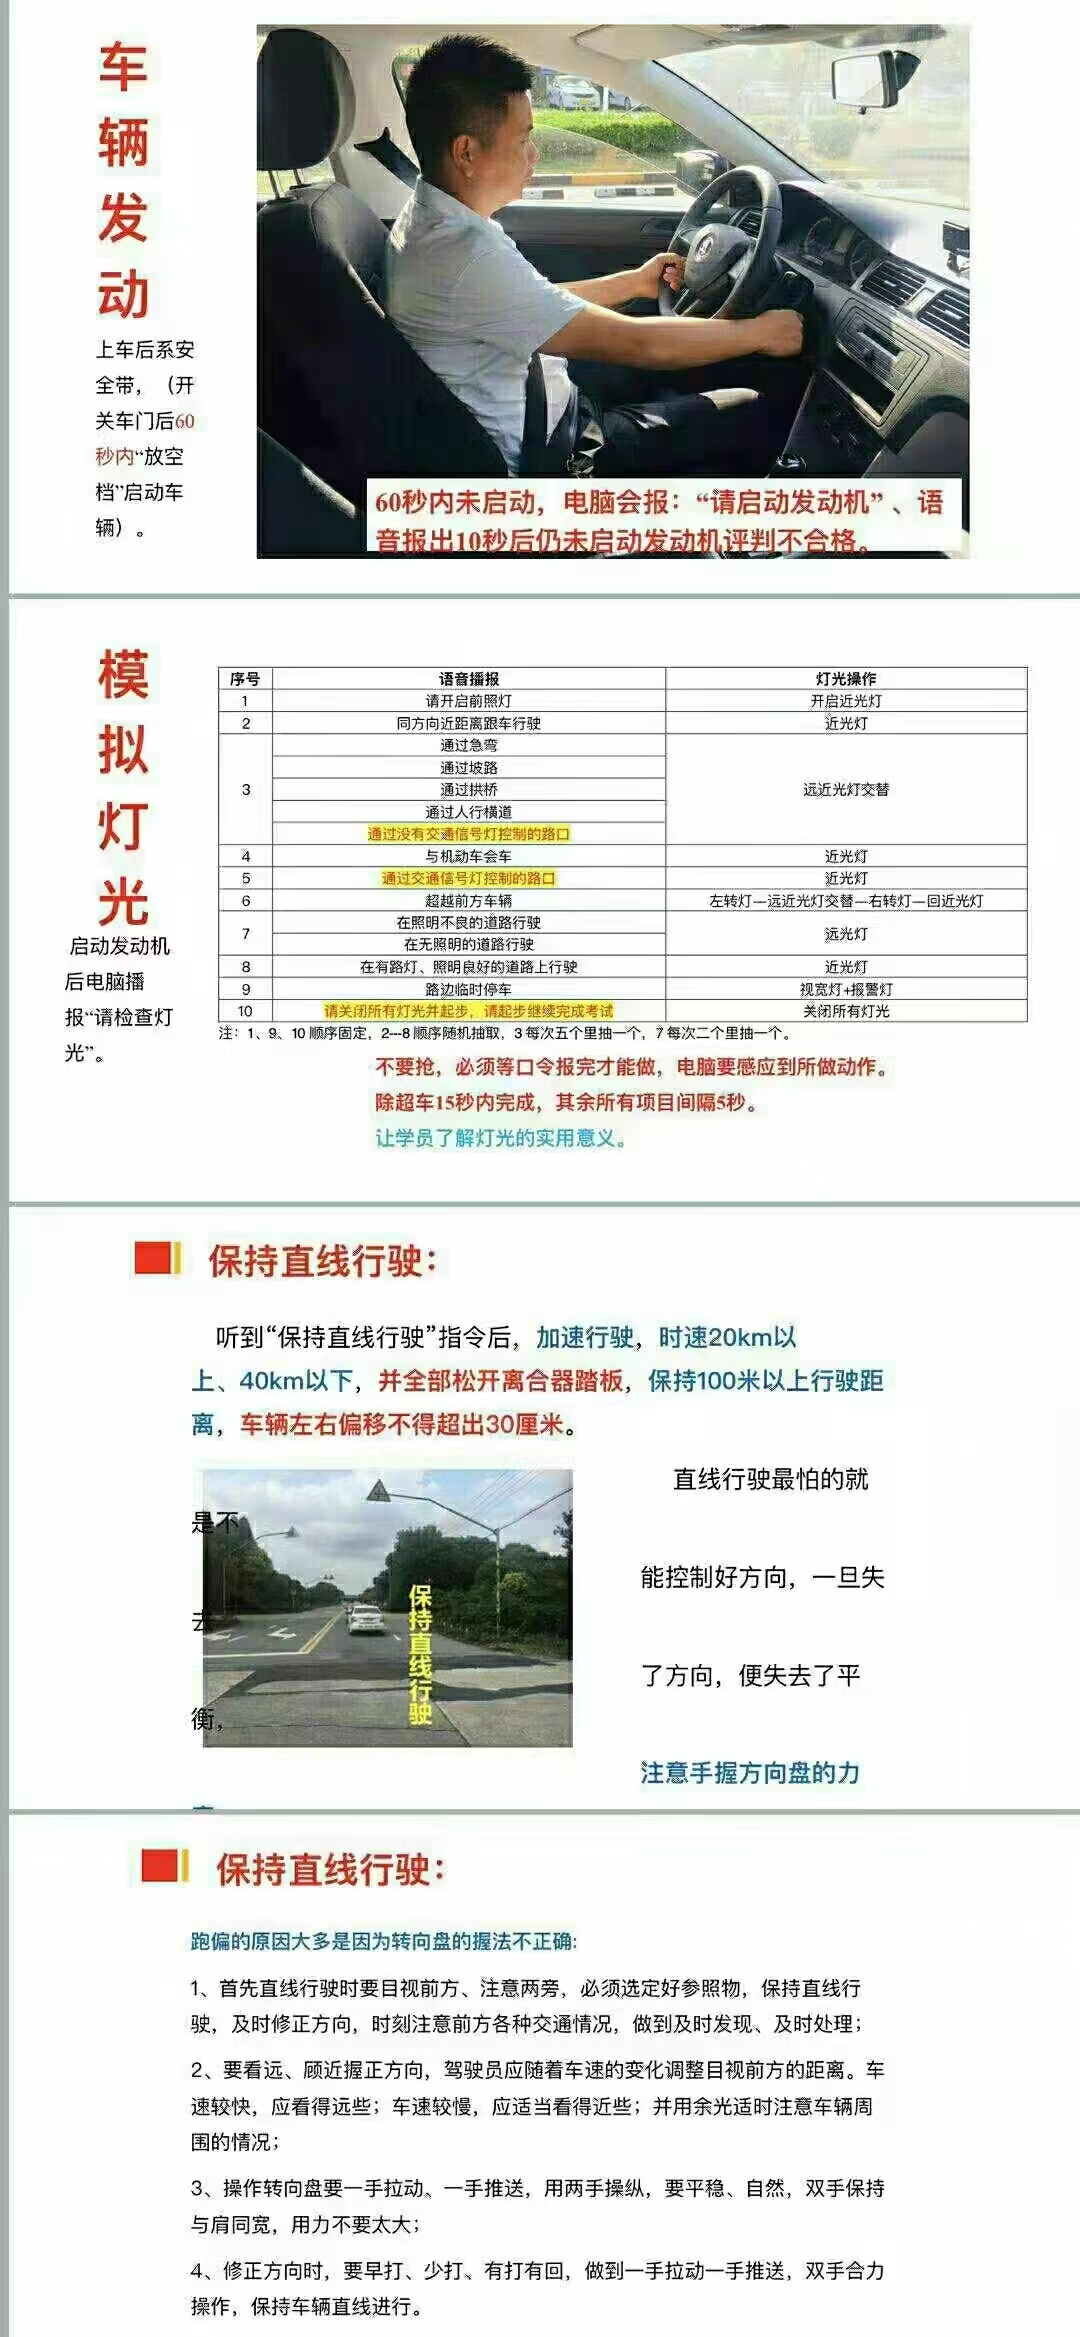 车
辆
发
动
上车后系安
全带，（开
关车门后60
秒内“放空
档”启动车
辆）。
60秒内未启动，电脑会报：“请启动发动机”、语
音报出10秒后仍未启动发动机评判不合格。
模
拟
灯
光
启动发动机
后电脑播
报“请检查灯
光”。
序号 语音播报 灯光操作
1 请开启前照灯 开启近光灯
2 同方向近距离跟车行驶 近光灯
3 通过急弯 远近光灯交替
通过坡路
通过拱桥
通过人行横道
通过没有交通信号灯控制的路口
4 与机动车会车 近光灯
5 通过交通信号灯控制的路口 近光灯
6 超越前方车辆 左转灯—远近光灯交替—右转灯—回近光灯
7 在照明不良的道路行驶 远光灯
在无照明的道路行驶
8 在有路灯、照明良好的道路上行驶 近光灯
9 路边临时停车 视宽灯+报警灯
10 请关闭所有灯光并起步，请起步继续完成考试 关闭所有灯光
注：1、9、10 顺序固定，2---8 顺序随机抽取，3 每次五个里抽一个，7 每次二个里抽一个。
不要抢，必须等口令报完才能做，电脑要感应到所做动作。
除超车15秒内完成，其余所有项目间隔5秒。
让学员了解灯光的实用意义。
保持直线行驶：
听到“保持直线行驶”指令后，加速行驶，时速20km以
上、40km以下，并全部松开离合器踏板，保持100米以上行驶距
离，车辆左右偏移不得超出30厘米。
直线行驶最怕的就
是不
能控制好方向，一旦失
去
了方向，便失去了平
衡，
注意手握方向盘的力
保持直线行驶
保持直线行驶：
跑偏的原因大多是因为转向盘的握法不正确:
1、首先直线行驶时要目视前方、注意两旁，必须选定好参照物，保持直线行
驶，及时修正方向，时刻注意前方各种交通情况，做到及时发现、及时处理；
2、要看远、顾近握正方向，驾驶员应随着车速的变化调整目视前方的距离。车
速较快，应看得远些；车速较慢，应适当看得近些；并用余光适时注意车辆周
围的情况；
3、操作转向盘要一手拉动、一手推送，用两手操纵，要平稳、自然，双手保持
与肩同宽，用力不要太大；
4、修正方向时，要早打、少打、有打有回，做到一手拉动一手推送，双手合力
操作，保持车辆直线进行。